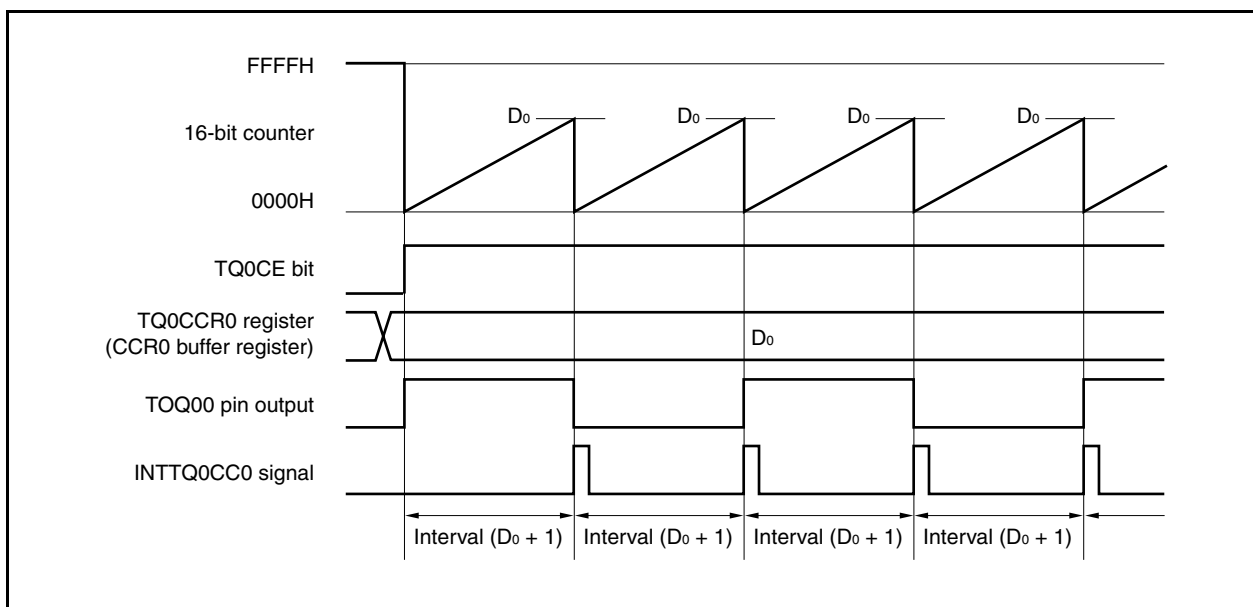 FFFFH
16-bit counter
0000H
D0
D0
D0
D0
TQ0CE bit
TQ0CCR0 register
(CCR0 buffer register)
D0
TOQ00 pin output
INTTQ0CC0 signal
Interval (D0 + 1)
Interval (D0 + 1)
Interval (D0 + 1)
Interval (D0 + 1)